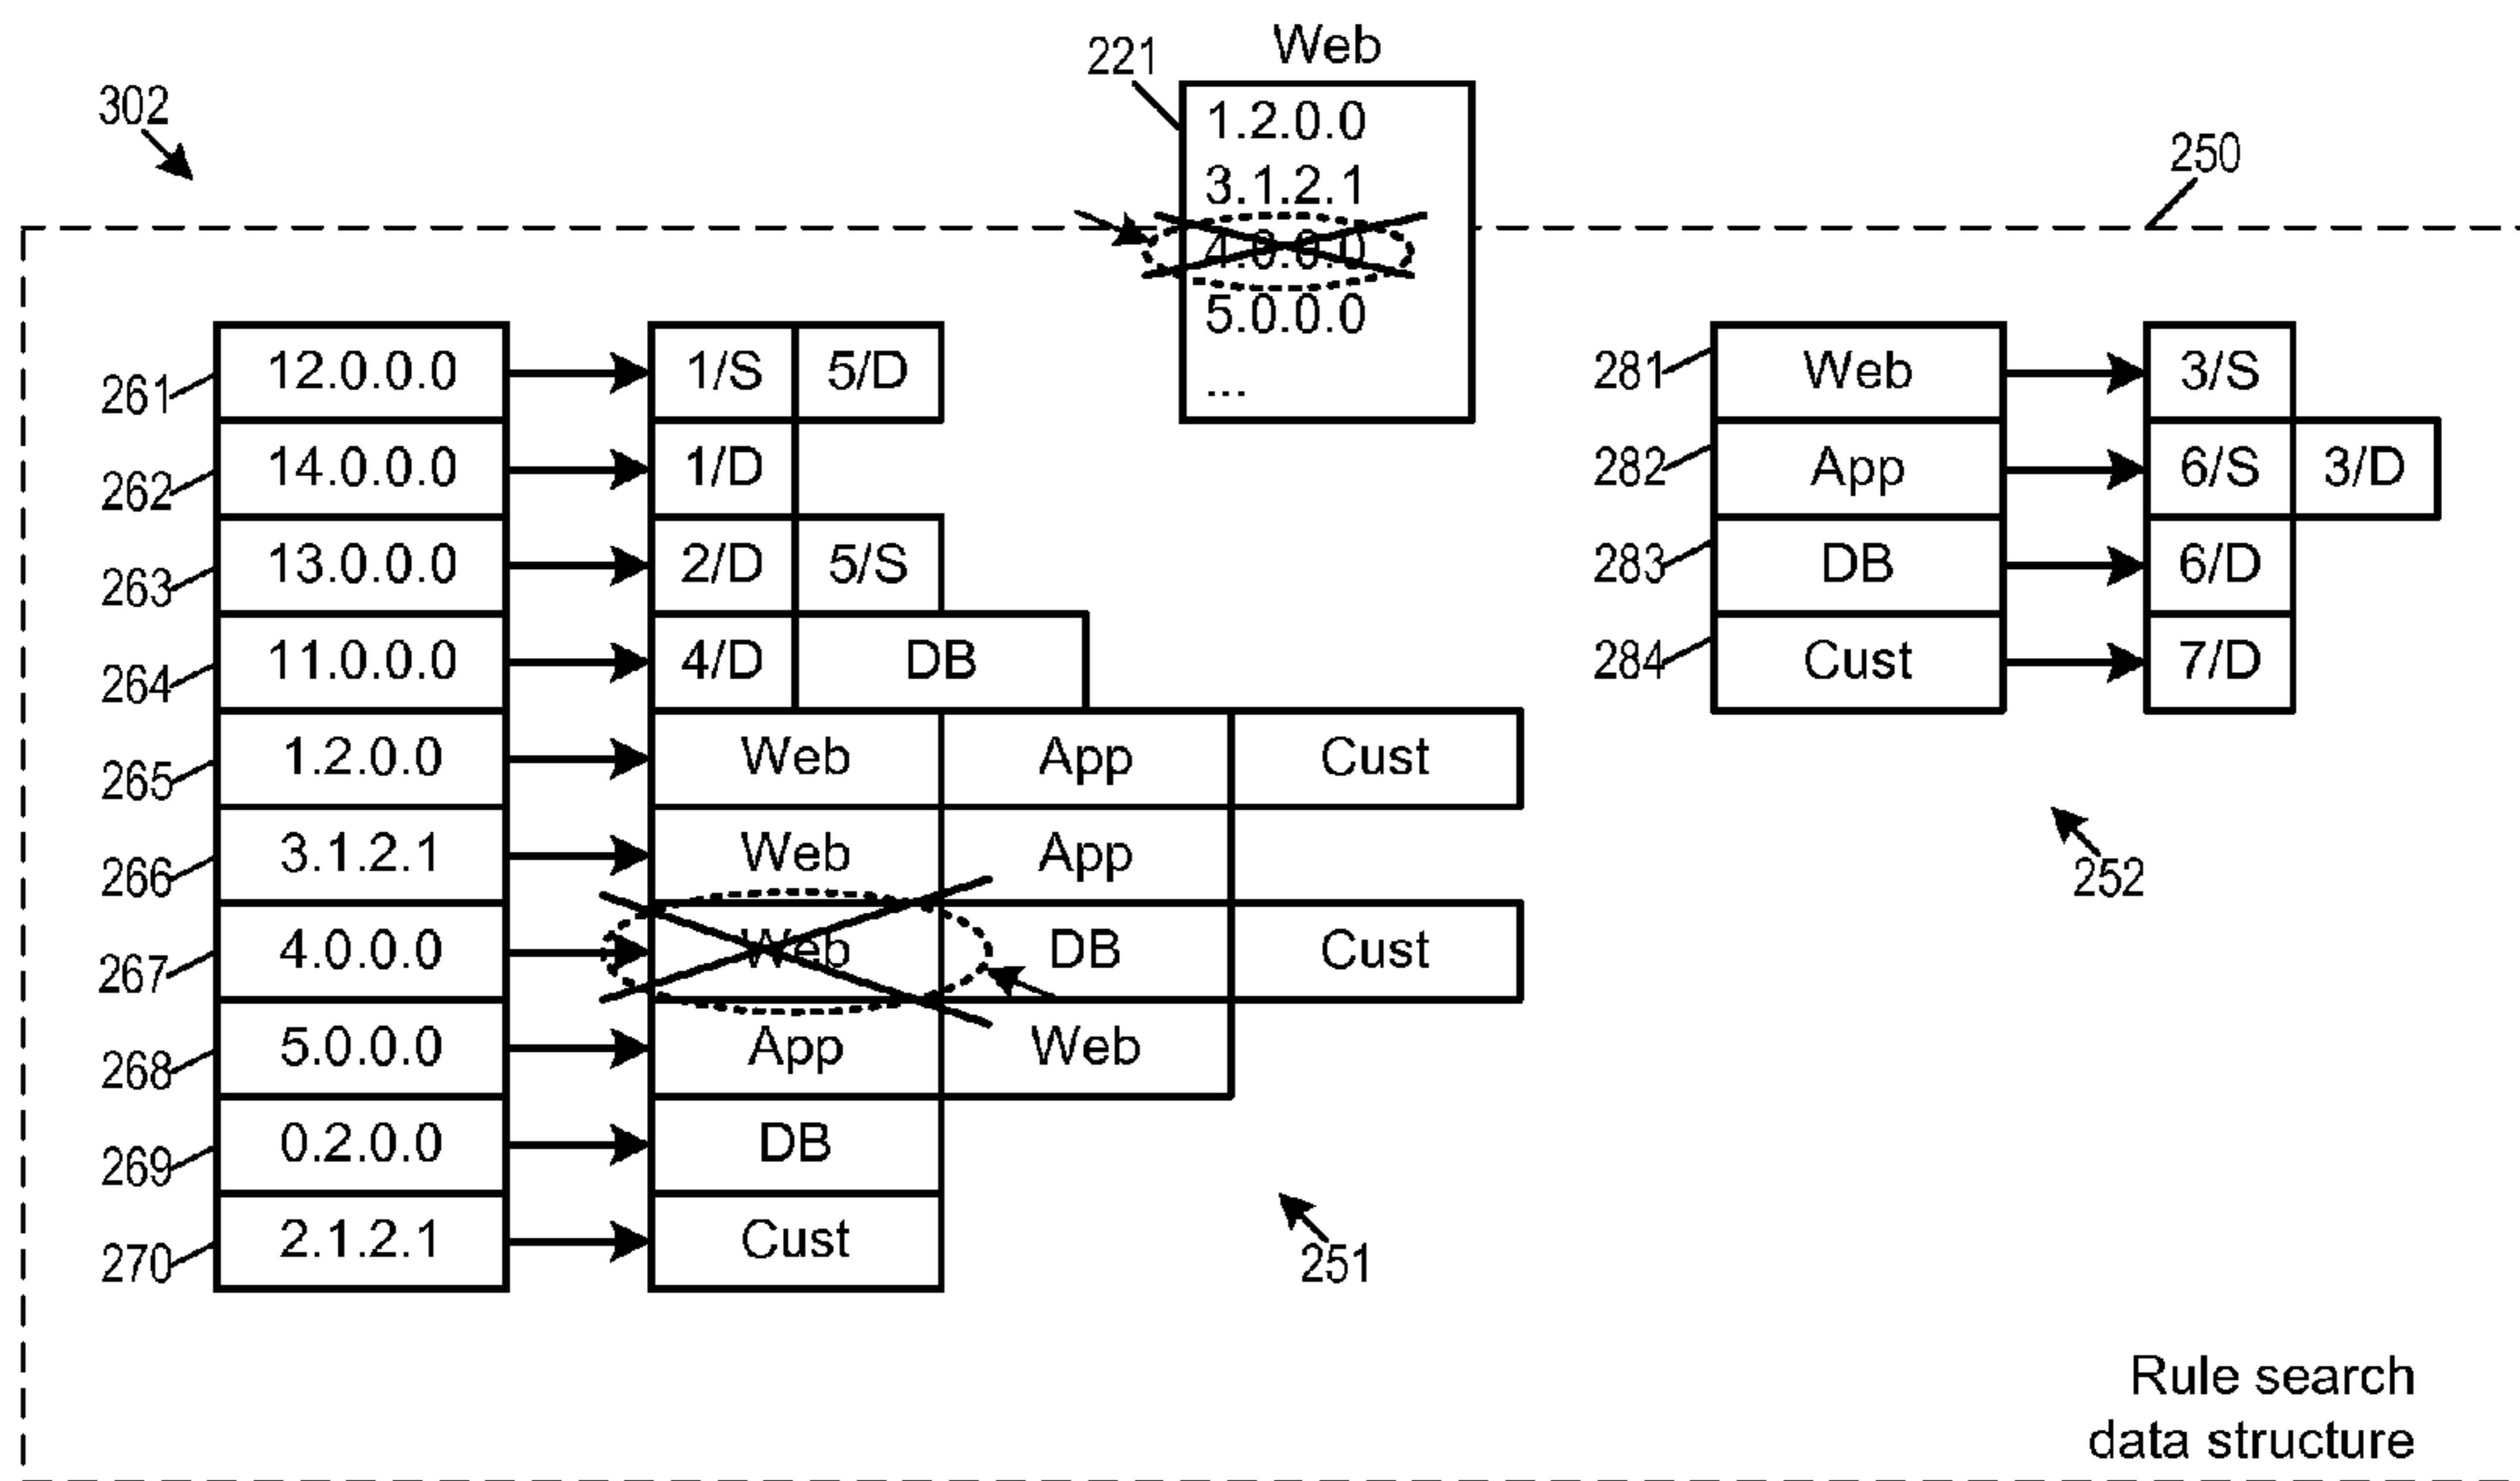 Web
221
302
1.2.0.0
3.1.2.1
4.0.0.0
5.0.0.0
...
250
261 12.0.0.0 1/S 5/D
262 14.0.0.0 1/D
263 13.0.0.0 2/D 5/S
264 11.0.0.0 4/D DB
265 1.2.0.0 Web App Cust
266 3.1.2.1 Web App
267 4.0.0.0 Web DB Cust
268 5.0.0.0 App Web
269 0.2.0.0 DB
270 2.1.2.1 Cust
251
281 Web 3/S
282 App 6/S 3/D
283 DB 6/D
284 Cust 7/D
252
Rule search
data structure